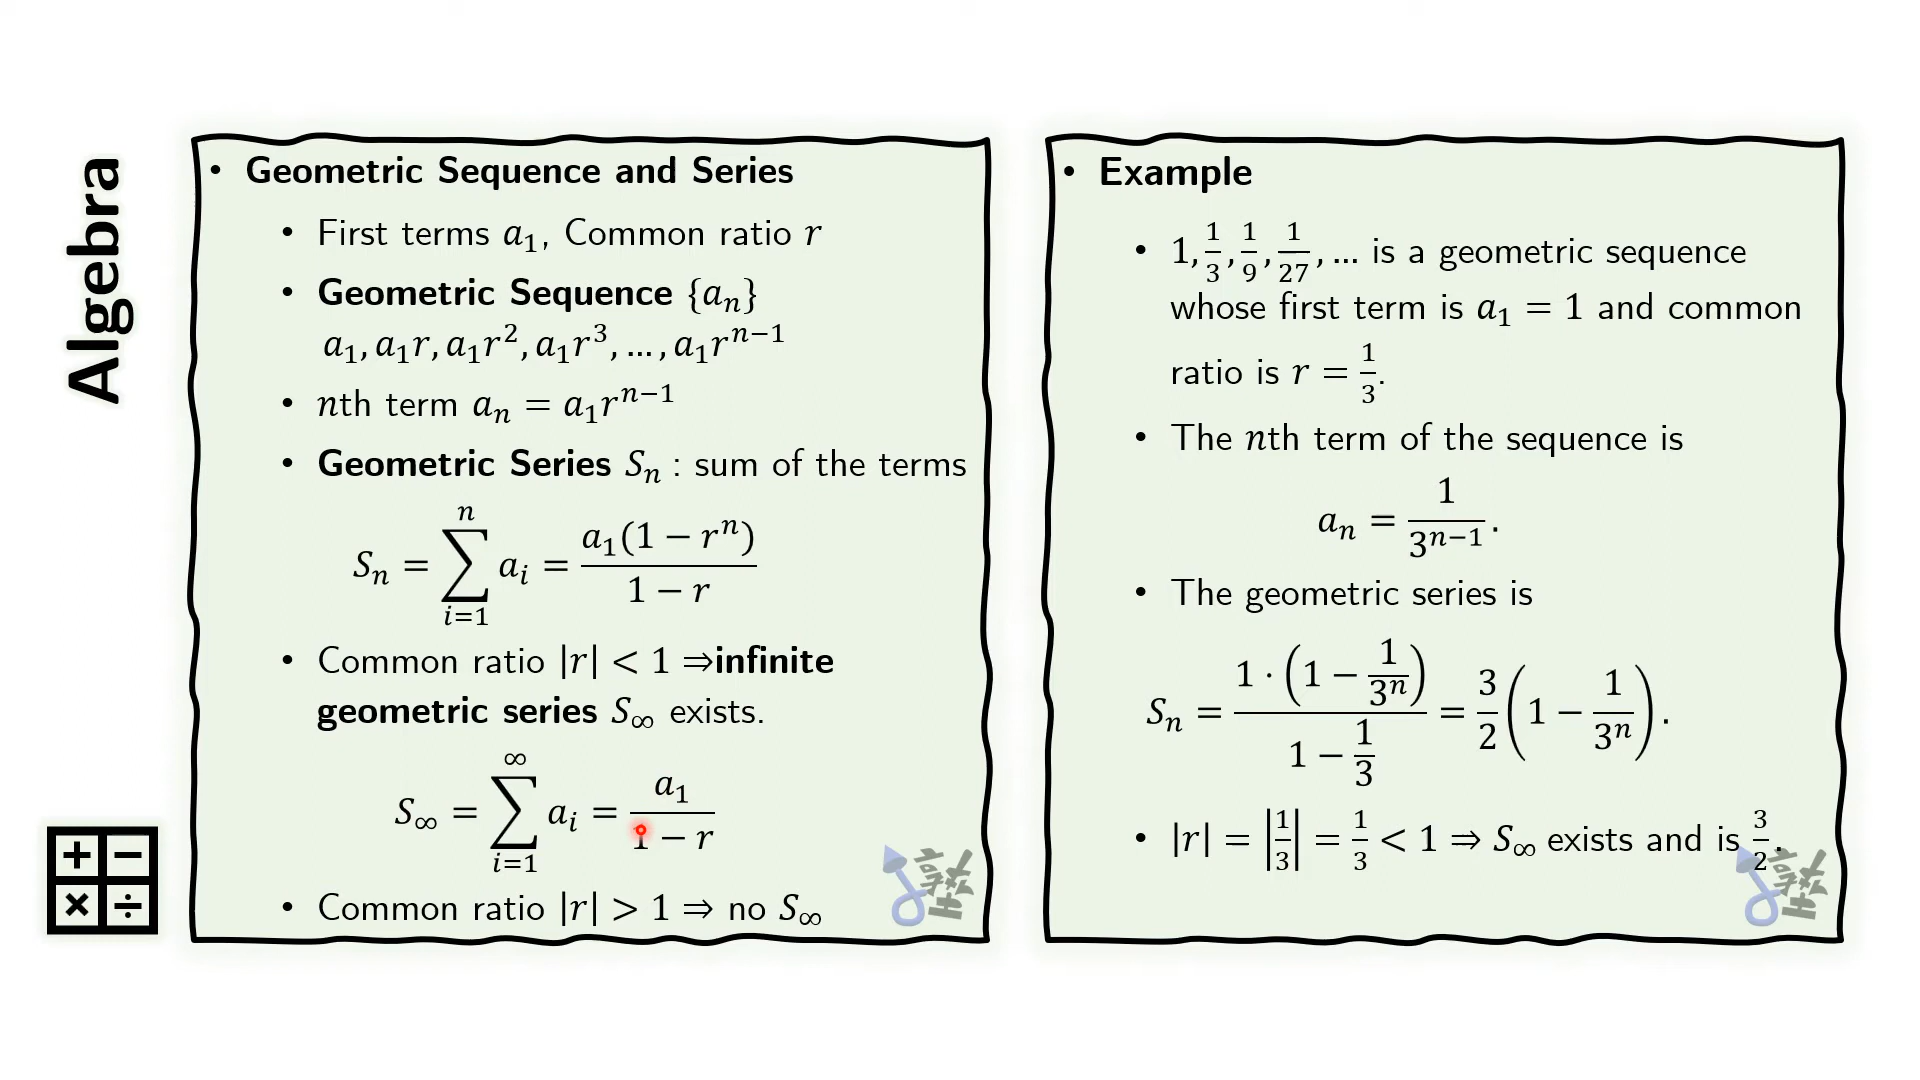 Algebra
• Geometric Sequence and Series
• First terms a₁, Common ratio r
• Geometric Sequence {aₙ}
a₁, a₁r, a₁r², a₁r³, … , a₁rⁿ⁻¹
• nth term aₙ = a₁rⁿ⁻¹
• Geometric Series Sₙ : sum of the terms
Sₙ = ∑_{i=1}^{n} aᵢ = a₁(1 − rⁿ) / (1 − r)
• Common ratio |r| < 1 ⇒infinite
geometric series S∞ exists.
S∞ = ∑_{i=1}^{∞} aᵢ = a₁ / (1 − r)
• Common ratio |r| > 1 ⇒ no S∞
• Example
• 1, 1/3, 1/9, 1/27, … is a geometric sequence
whose first term is a₁ = 1 and common
ratio is r = 1/3.
• The nth term of the sequence is
aₙ = 1 / 3ⁿ⁻¹.
• The geometric series is
Sₙ = 1 · (1 − 1/3ⁿ) / (1 − 1/3) = 3/2 (1 − 1/3ⁿ).
• |r| = |1/3| = 1/3 < 1 ⇒ S∞ exists and is 3/2.
+ −
× ÷